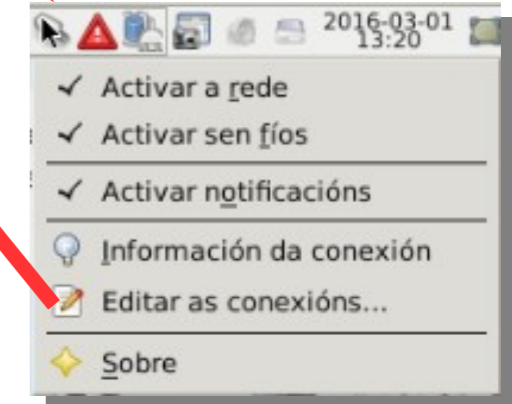 2016-03-01
13:20
Activar a rede
Activar sen fíos
Activar notificacións
Información da conexión
Editar as conexións...
Sobre